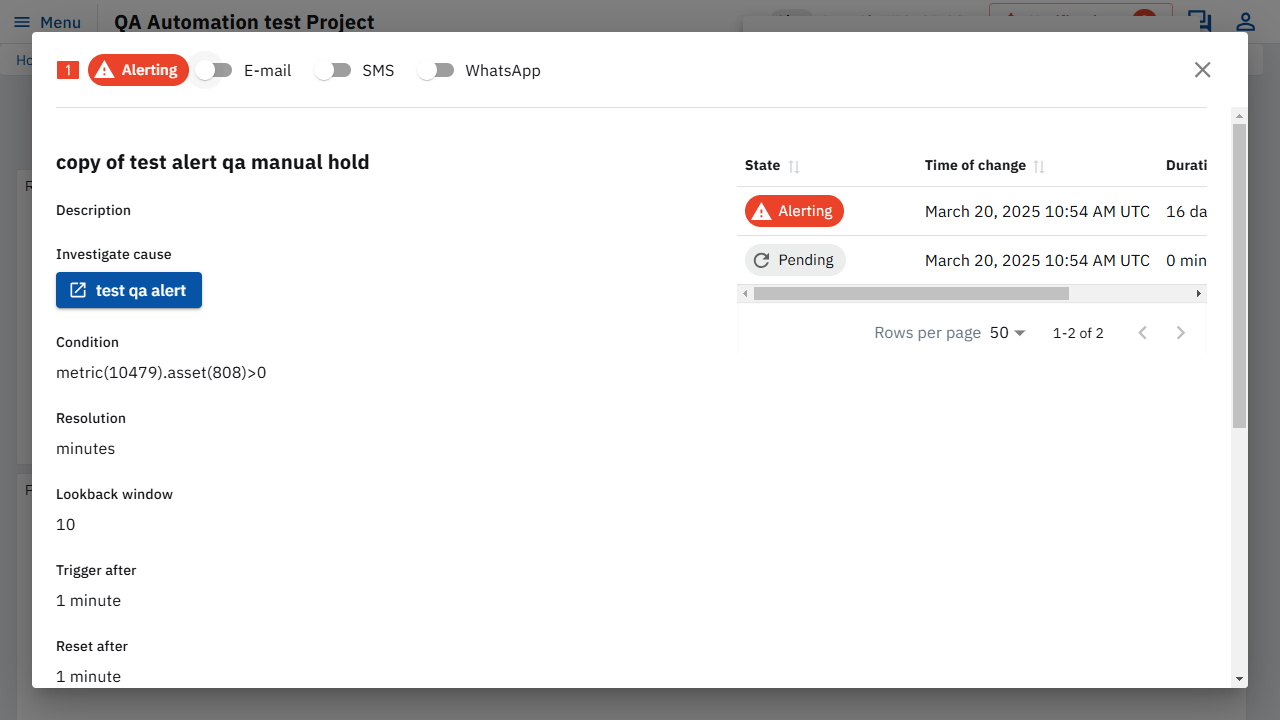 Menu
QA Automation test Project
1
Alerting
E-mail
SMS
WhatsApp
copy of test alert qa manual hold
Description
Investigate cause
test qa alert
Condition
metric(10479).asset(808)>0
Resolution
minutes
Lookback window
10
Trigger after
1 minute
Reset after
1 minute
State
Time of change
Durati
Alerting
March 20, 2025 10:54 AM UTC
16 da
Pending
March 20, 2025 10:54 AM UTC
0 min
Rows per page
50
1-2 of 2